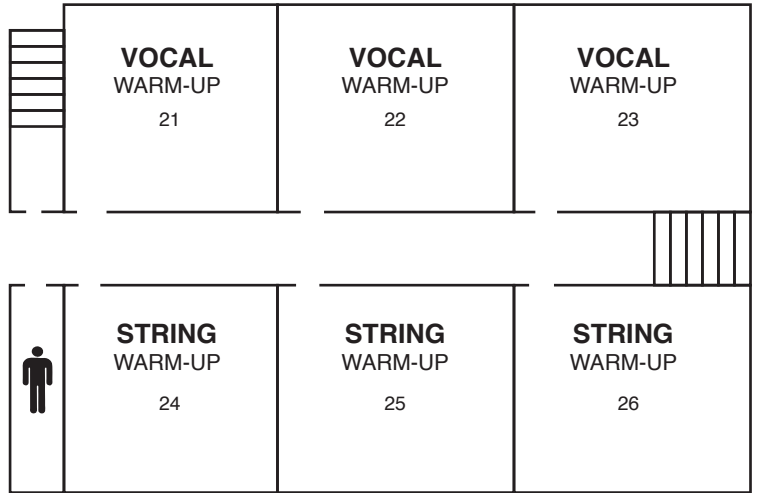 VOCAL
WARM-UP
21
VOCAL
WARM-UP
22
VOCAL
WARM-UP
23
STRING
WARM-UP
24
STRING
WARM-UP
25
STRING
WARM-UP
26